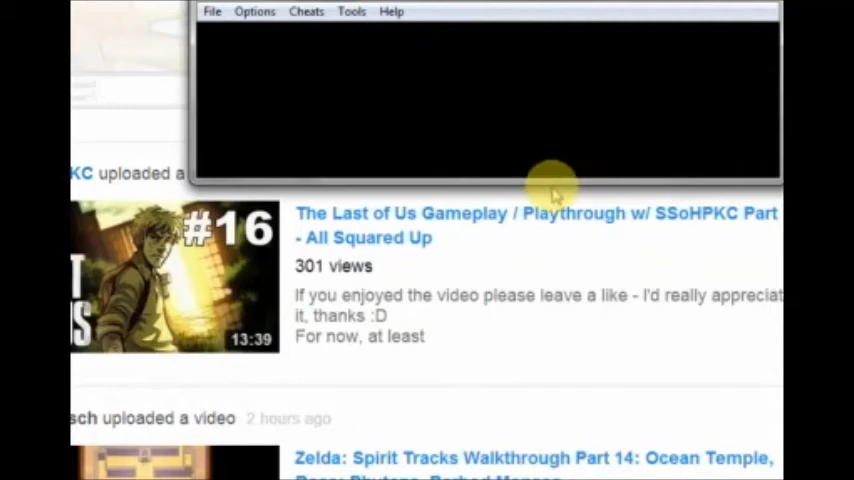 File Options Cheats Tools Help
KC uploaded a
The Last of Us Gameplay / Playthrough w/ SSoHPKC Part
- All Squared Up
#16
301 views
If you enjoyed the video please leave a like - I'd really appreciat
it, thanks :D
For now, at least
13:39
sch uploaded a video 2 hours ago
Zelda: Spirit Tracks Walkthrough Part 14: Ocean Temple,